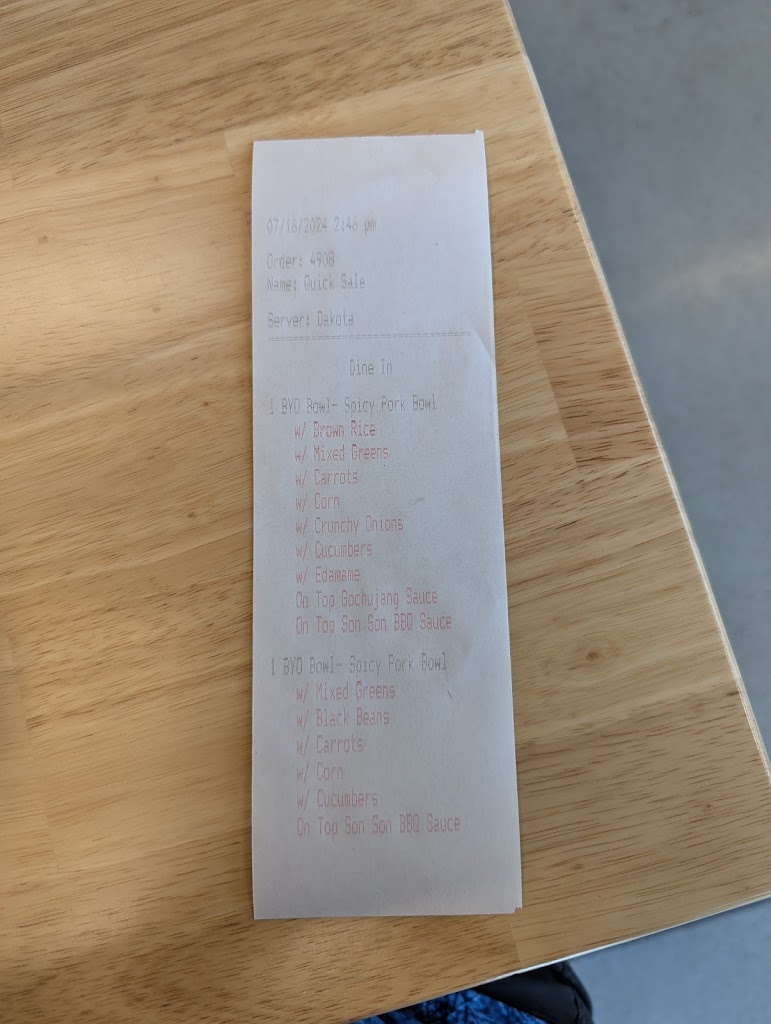 07/16/2024 2:46 pm
Order: 4908
Name: Quick Sale
Server: Dakota
Dine In
1 BYO Bowl- Spicy Pork Bowl
w/ Brown Rice
w/ Mixed Greens
w/ Carrots
w/ Corn
w/ Crunchy Onions
w/ Cucumbers
w/ Edamame
On Top Gochujang Sauce
On Top Son Son BBQ Sauce
1 BYO Bowl- Spicy Pork Bowl
w/ Mixed Greens
w/ Black Beans
w/ Carrots
w/ Corn
w/ Cucumbers
On Top Son Son BBQ Sauce